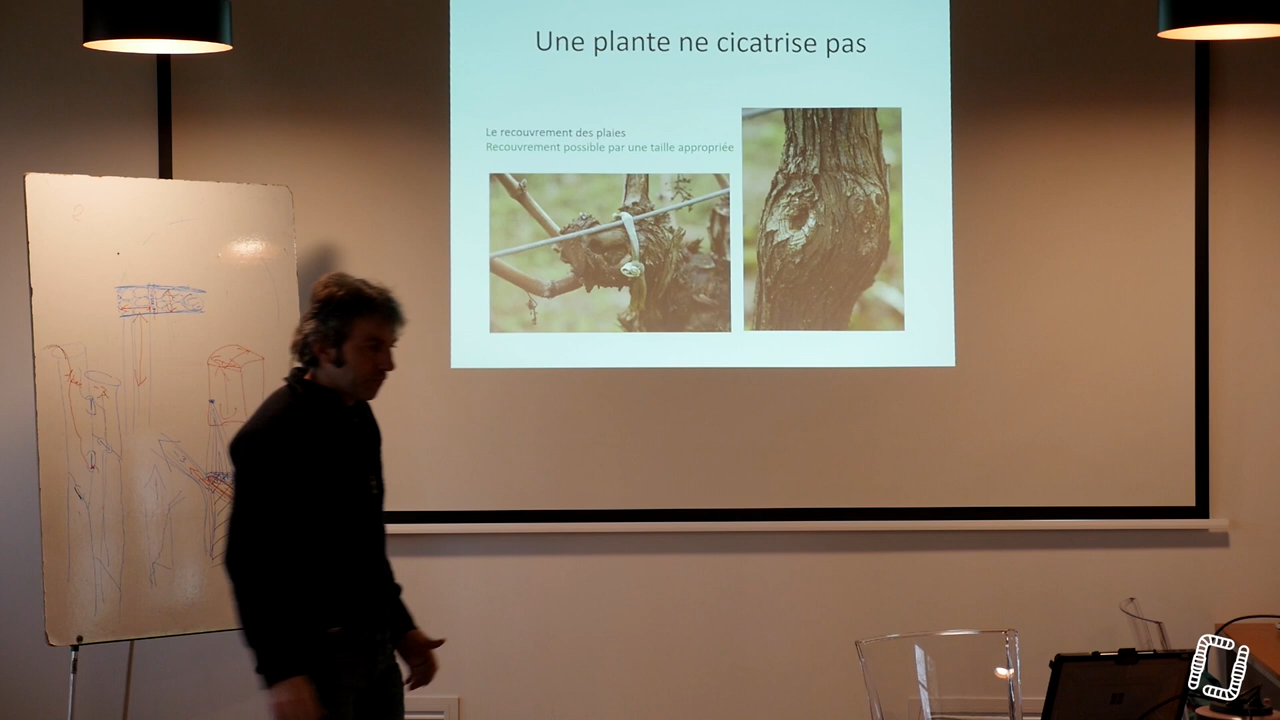 Une plante ne cicatrise pas
Le recouvrement des plaies
Recouvrement possible par une taille appropriée